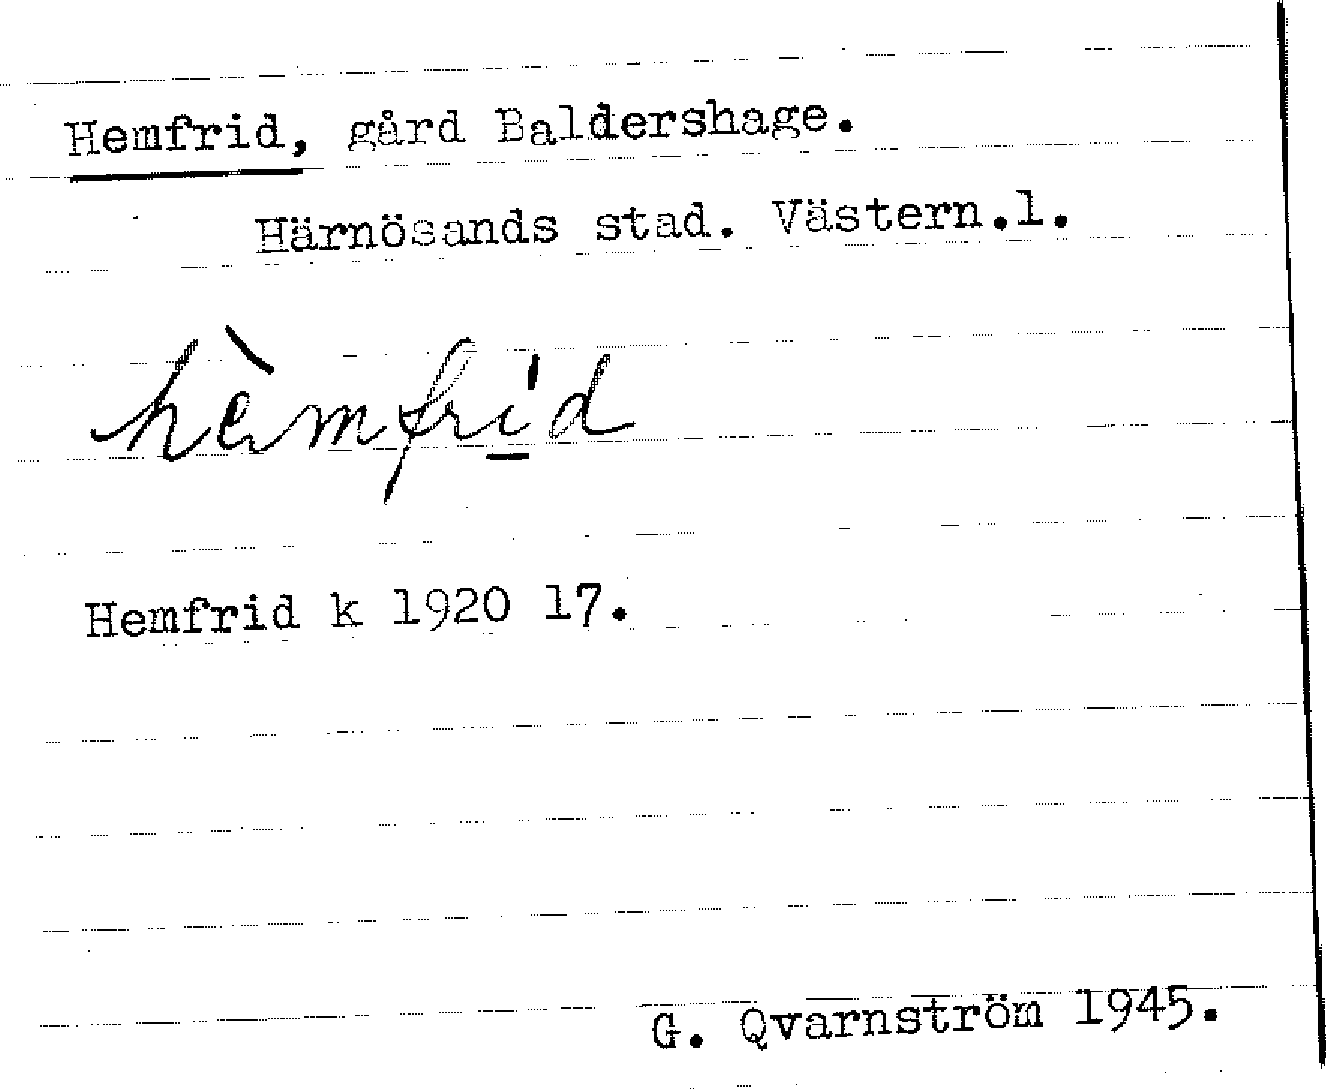 Hemfrid, gård Baldershage.
Härnösands stad. Västern.l.
hèmfri̲d
Hemfrid k 1920 17.
G. Qvarnström 1945.